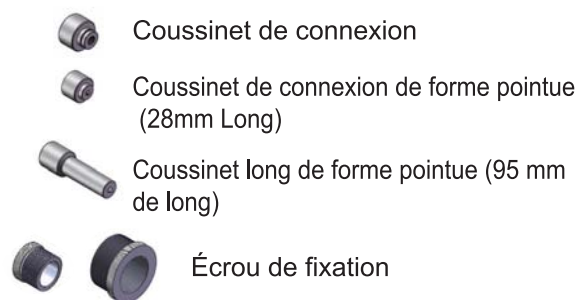 Coussinet de connexion
Coussinet de connexion de forme pointue
(28mm Long)
Coussinet long de forme pointue (95 mm
de long)
Écrou de fixation